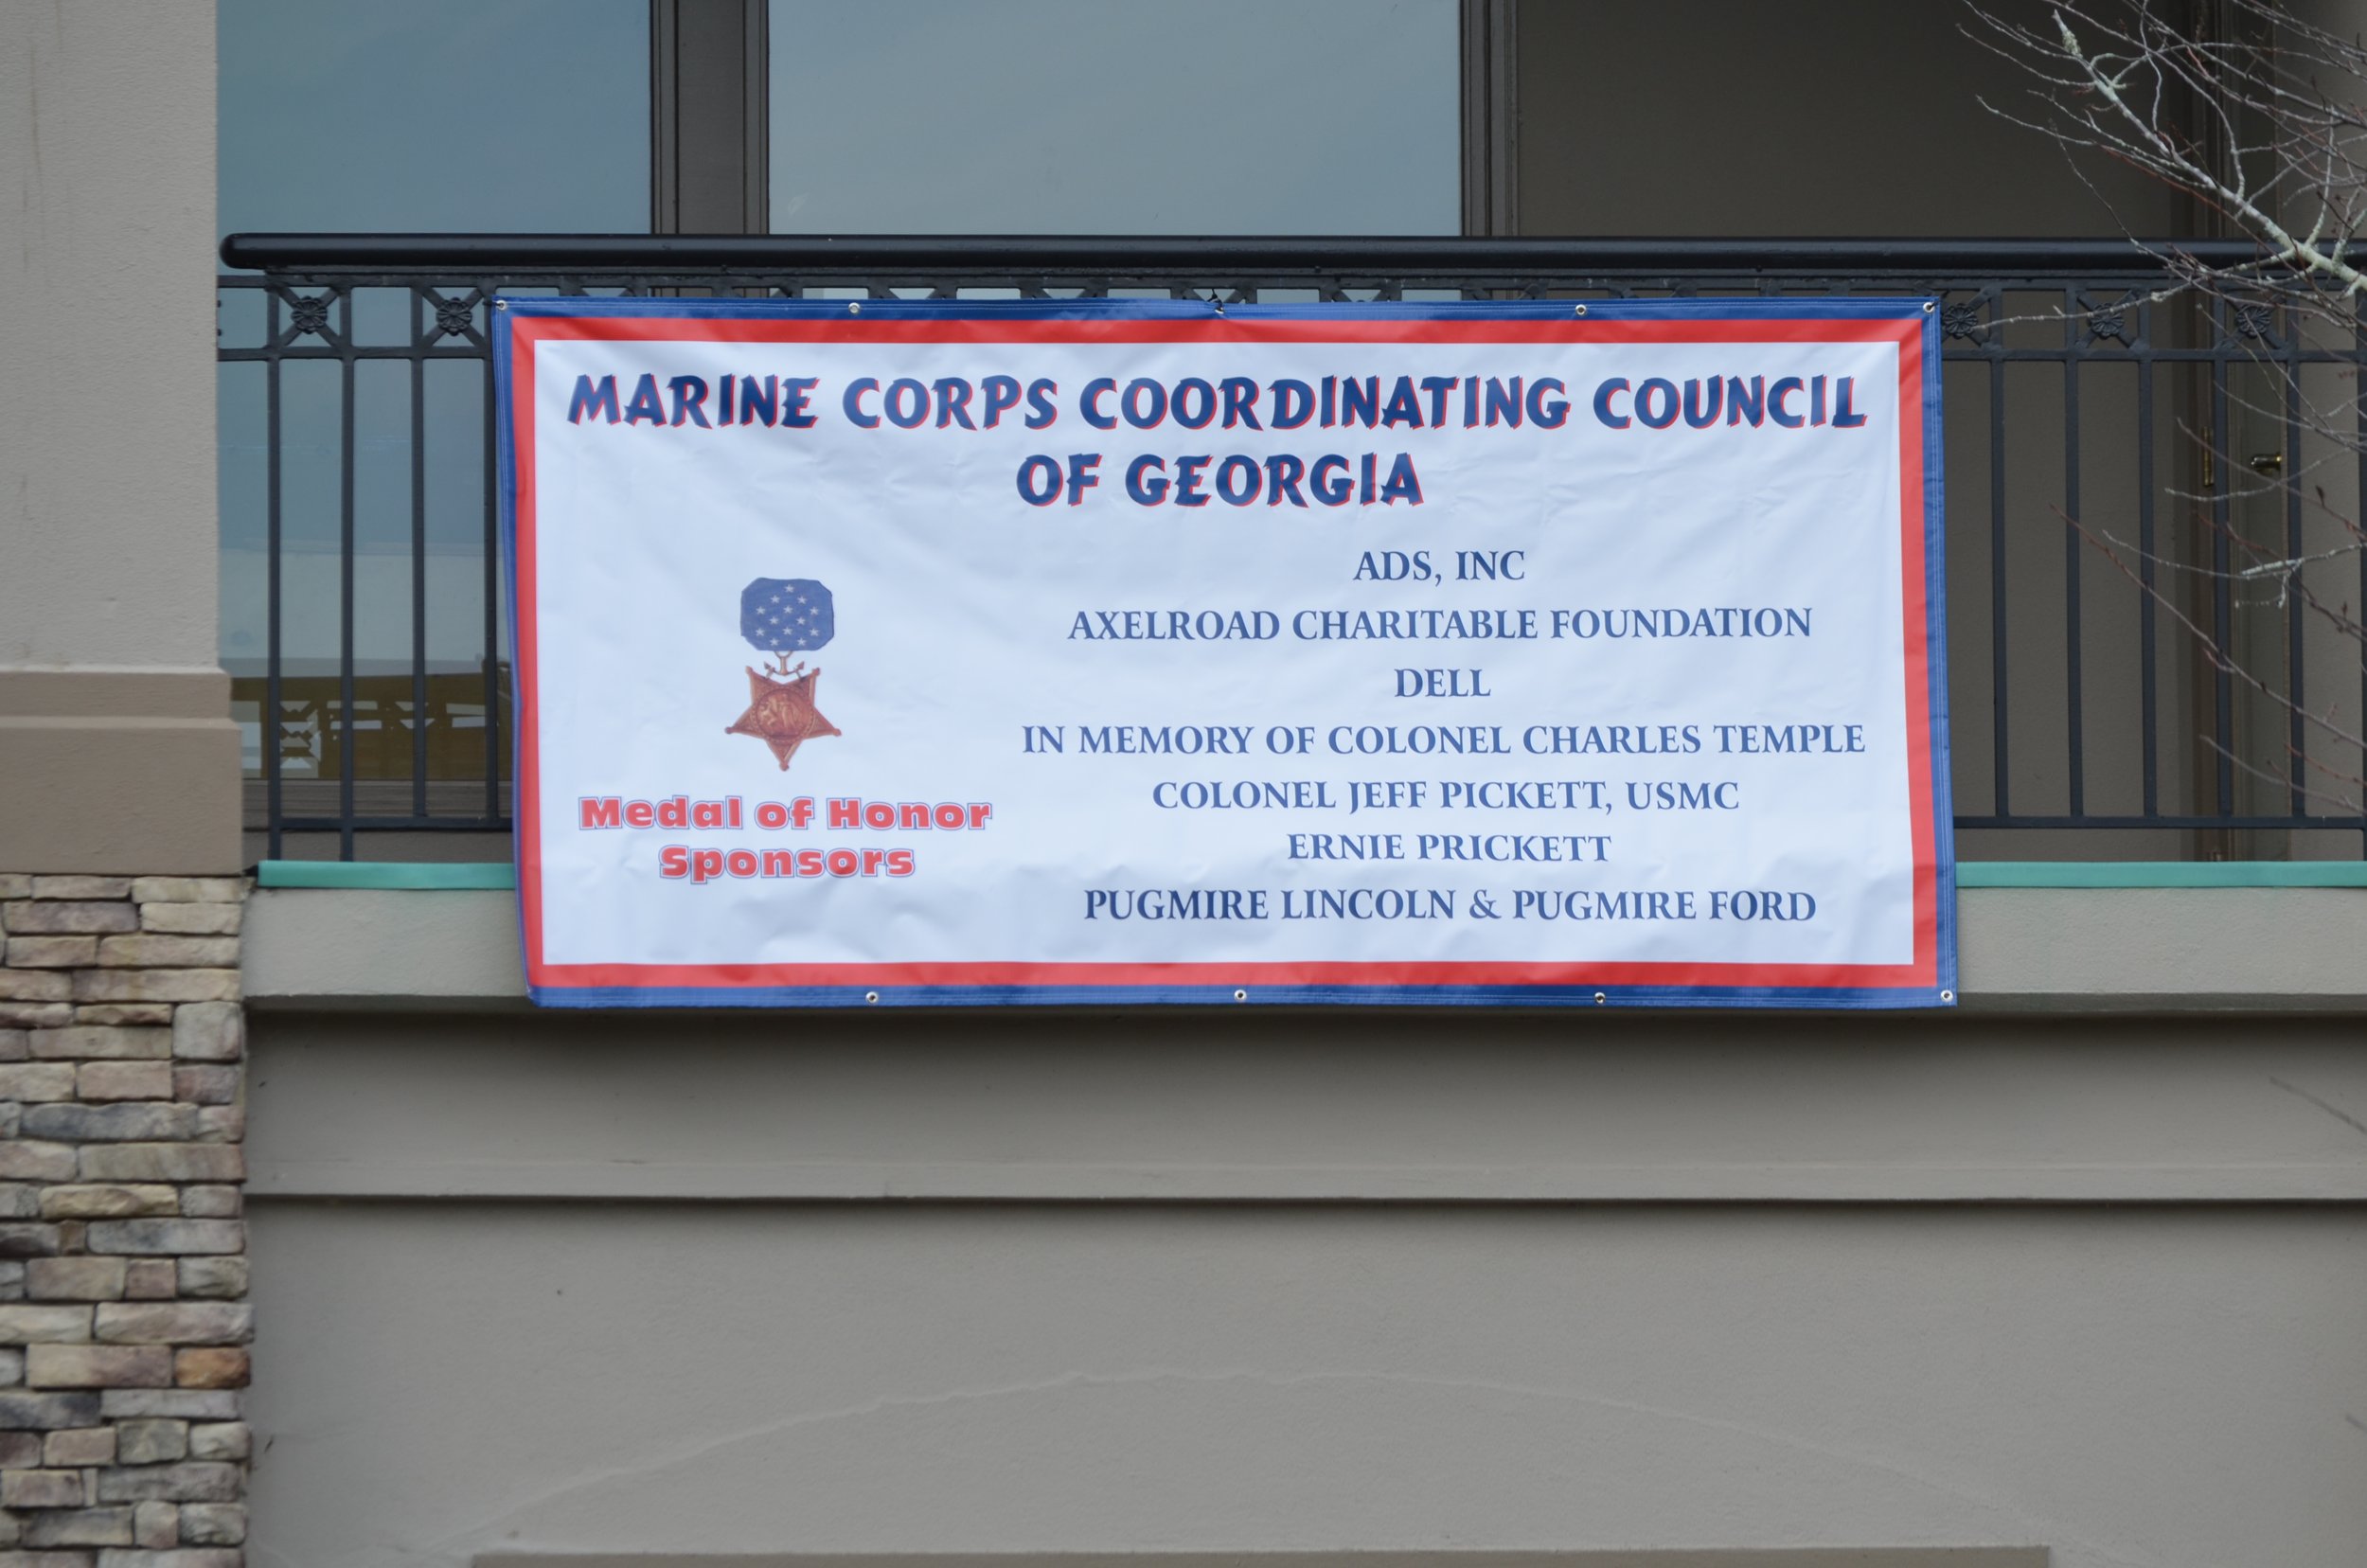 MARINE CORPS COORDINATING COUNCIL
OF GEORGIA
Medal of Honor
Sponsors
ADS, INC
AXELROAD CHARITABLE FOUNDATION
DELL
IN MEMORY OF COLONEL CHARLES TEMPLE
COLONEL JEFF PICKETT, USMC
ERNIE PRICKETT
PUGMIRE LINCOLN & PUGMIRE FORD